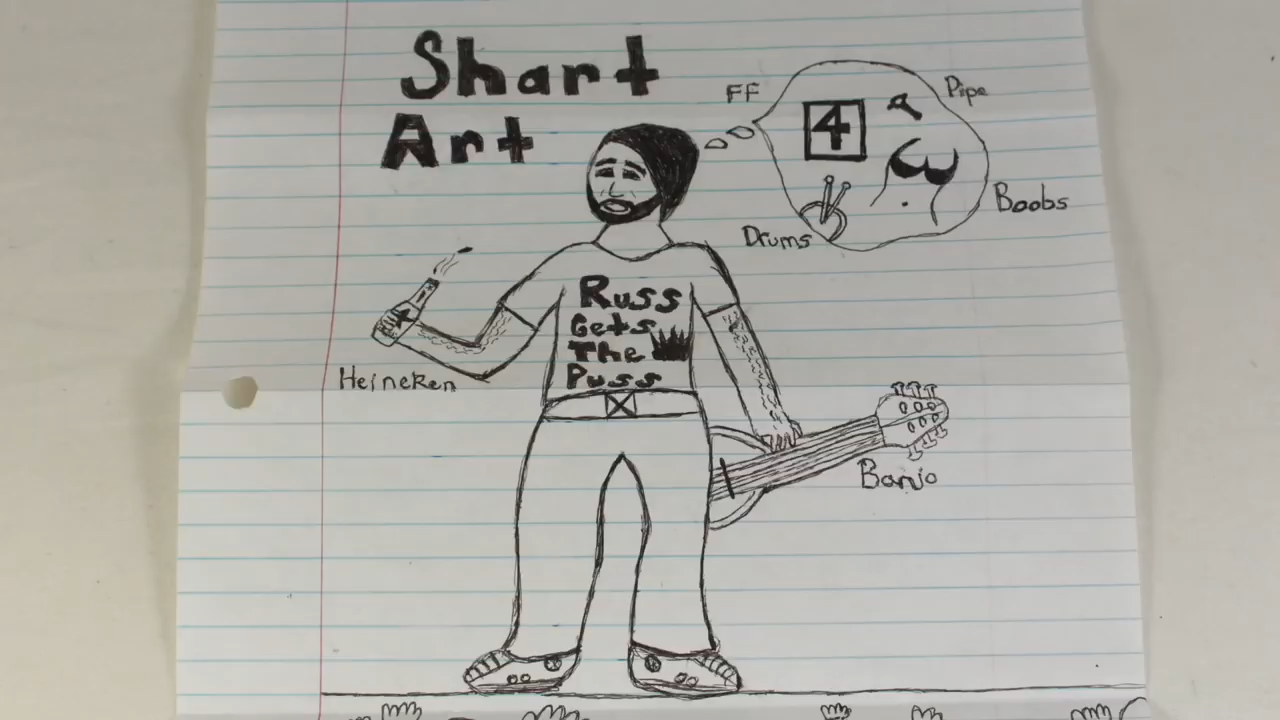 Shart
Art
FF
Pipe
4
Boobs
Drums
Russ
Gets
The
Puss
Heineken
Banjo